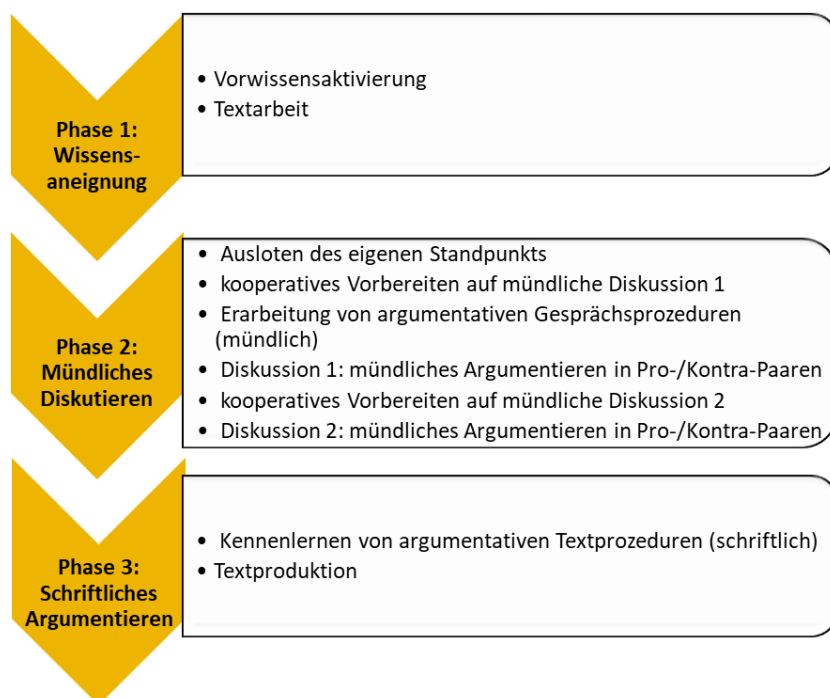 Phase 1:
Wissens-
aneignung
• Vorwissensaktivierung
• Textarbeit
Phase 2:
Mündliches
Diskutieren
• Ausloten des eigenen Standpunkts
• kooperatives Vorbereiten auf mündliche Diskussion 1
• Erarbeitung von argumentativen Gesprächsprozeduren
(mündlich)
• Diskussion 1: mündliches Argumentieren in Pro-/Kontra-Paaren
• kooperatives Vorbereiten auf mündliche Diskussion 2
• Diskussion 2: mündliches Argumentieren in Pro-/Kontra-Paaren
Phase 3:
Schriftliches
Argumentieren
• Kennenlernen von argumentativen Textprozeduren (schriftlich)
• Textproduktion